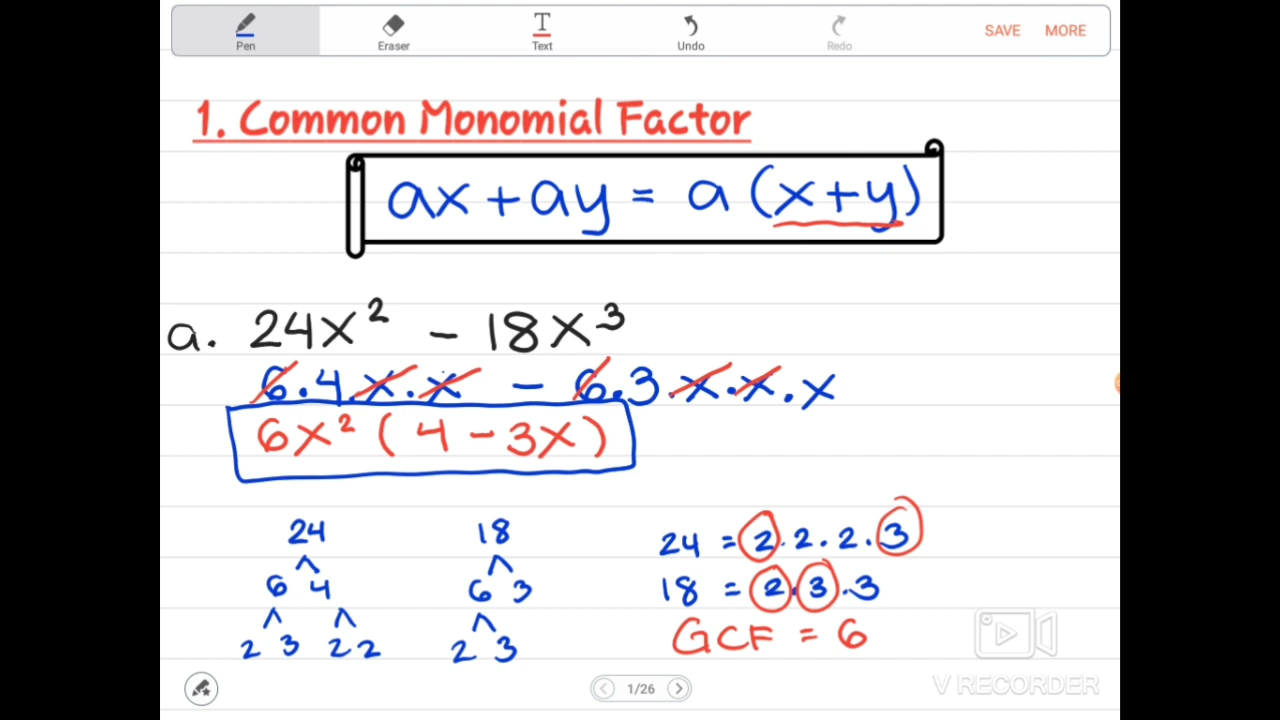 Pen Eraser Text Undo Redo SAVE MORE
1. Common Monomial Factor
ax + ay = a (x + y)
a. 24x² - 18x³
6 . 4 . x . x - 6 . 3 . x . x . x
6x² ( 4 - 3x )
24 18
6 4 6 3
2 3 2 2 2 3
24 = 2 . 2 . 2 . 3
18 = 2 . 3 . 3
GCF = 6
1/26
V RECORDER